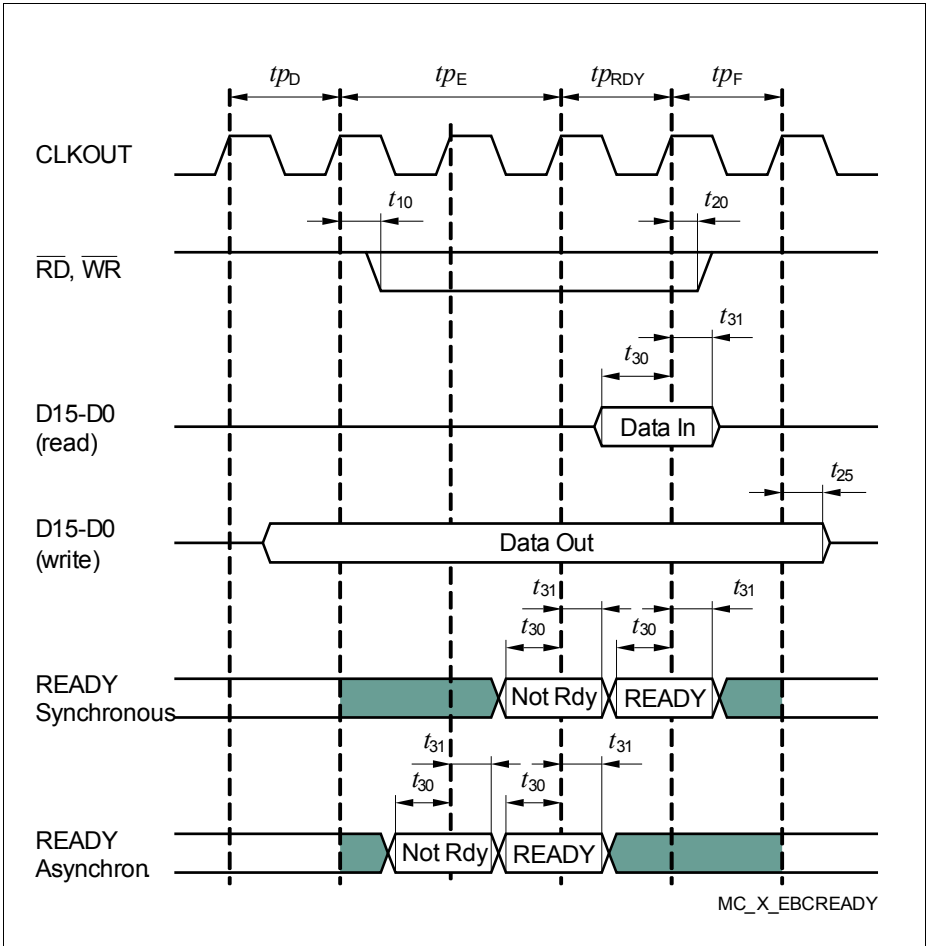 tpD tpE tpRDY tpF
CLKOUT
t10 t20
RD, WR
t31
t30
D15-D0
(read)
Data In
t25
D15-D0
(write)
Data Out
t31 t31
t30 t30
READY
Synchronous
Not Rdy READY
t31 t31
t30 t30
READY
Asynchron.
Not Rdy READY
MC_X_EBCREADY